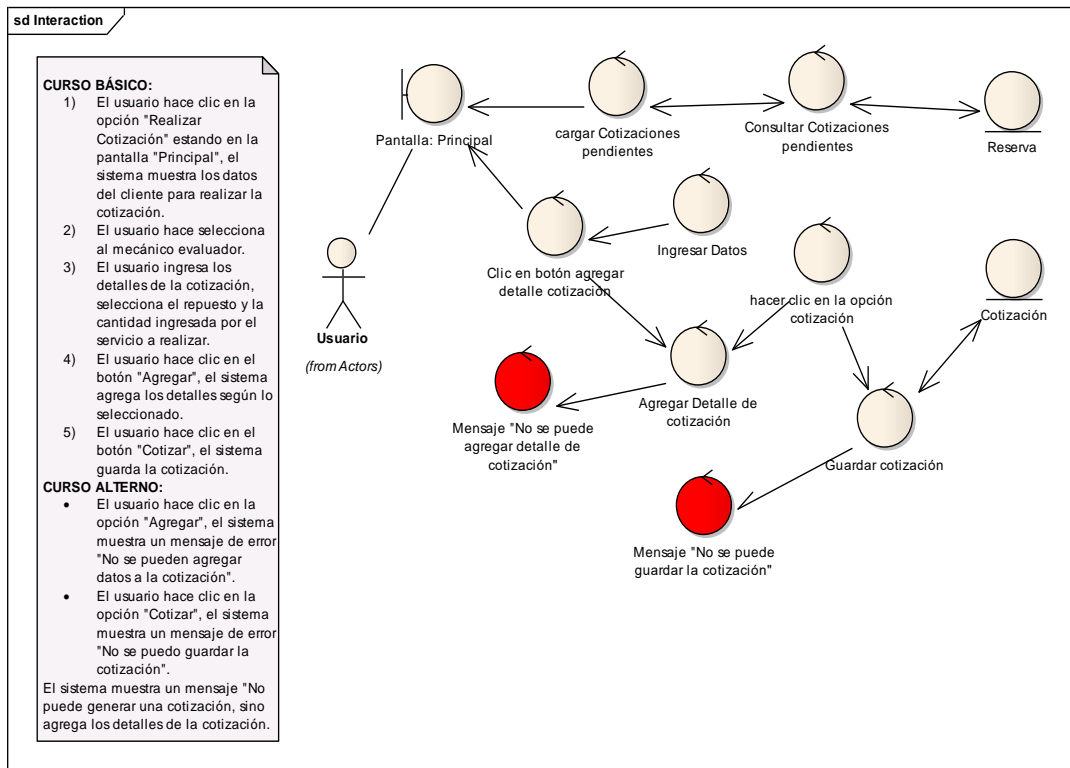 sd Interaction
CURSO BÁSICO:
1) El usuario hace clic en la
opción "Realizar
Cotización" estando en la
pantalla "Principal", el
sistema muestra los datos
del cliente para realizar la
cotización.
2) El usuario hace selecciona
al mecánico evaluador.
3) El usuario ingresa los
detalles de la cotización,
selecciona el repuesto y la
cantidad ingresada por el
servicio a realizar.
4) El usuario hace clic en el
botón "Agregar", el sistema
agrega los detalles según lo
seleccionado.
5) El usuario hace clic en el
botón "Cotizar", el sistema
guarda la cotización.
CURSO ALTERNO:
• El usuario hace clic en la
opción "Agregar", el sistema
muestra un mensaje de error
"No se pueden agregar
datos a la cotización".
• El usuario hace clic en la
opción "Cotizar", el sistema
muestra un mensaje de error
"No se puedo guardar la
cotización".
El sistema muestra un mensaje "No
puede generar una cotización, sino
agrega los detalles de la cotización.
Pantalla: Principal
cargar Cotizaciones
pendientes
Consultar Cotizaciones
pendientes
Reserva
Usuario
(from Actors)
Clic en botón agregar
detalle cotización
Ingresar Datos
hacer clic en la opción
cotización
Cotización
Agregar Detalle de
cotización
Mensaje "No se puede
agregar detalle de
cotización"
Guardar cotización
Mensaje "No se puede
guardar la cotización"